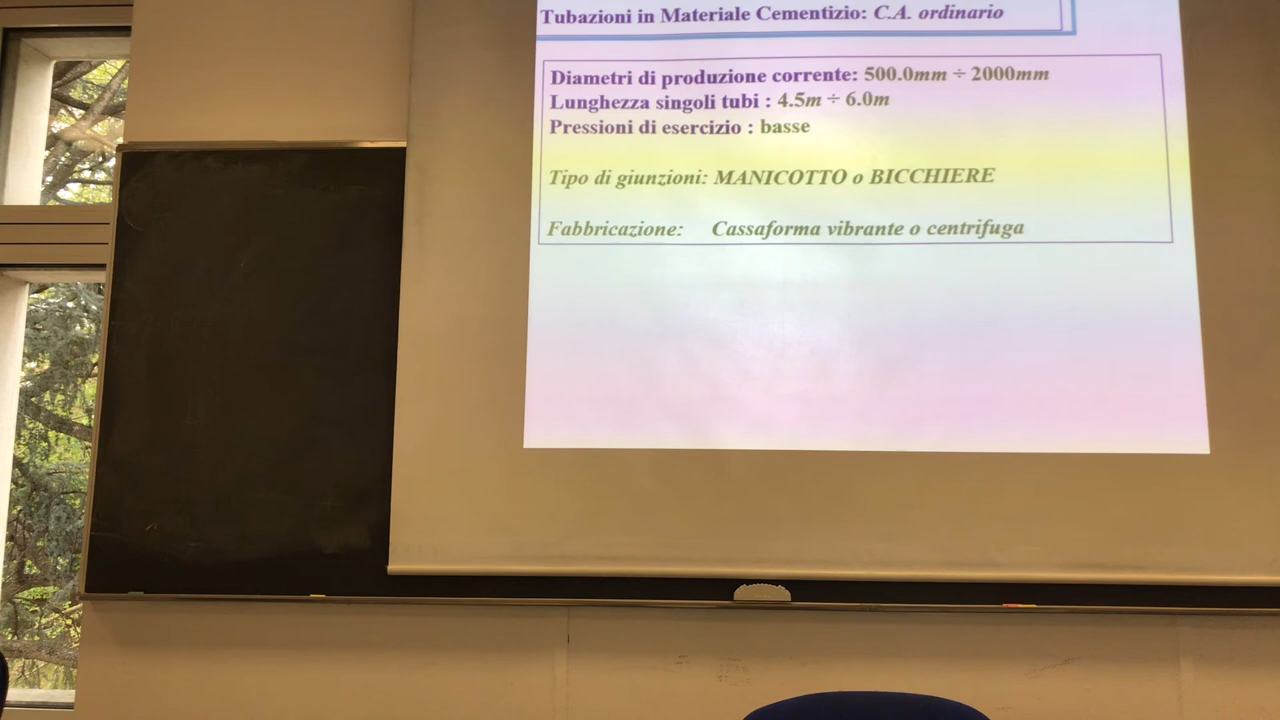 Tubazioni in Materiale Cementizio: C.A. ordinario
Diametri di produzione corrente: 500.0mm ÷ 2000mm
Lunghezza singoli tubi : 4.5m ÷ 6.0m
Pressioni di esercizio : basse
Tipo di giunzioni: MANICOTTO o BICCHIERE
Fabbricazione: Cassaforma vibrante o centrifuga